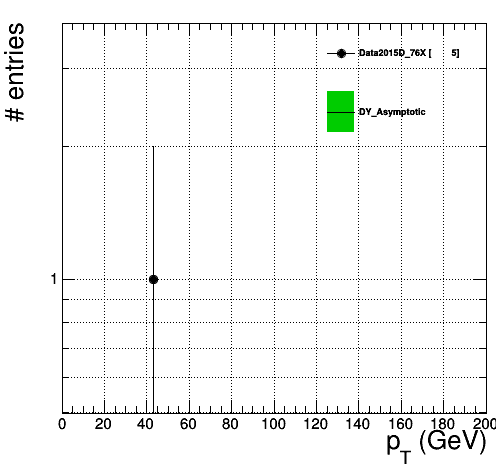 # entries
Data2015D_76X [ 5]
DY_Asymptotic
1
0 20 40 60 80 100 120 140 160 180 200
p_T (GeV)